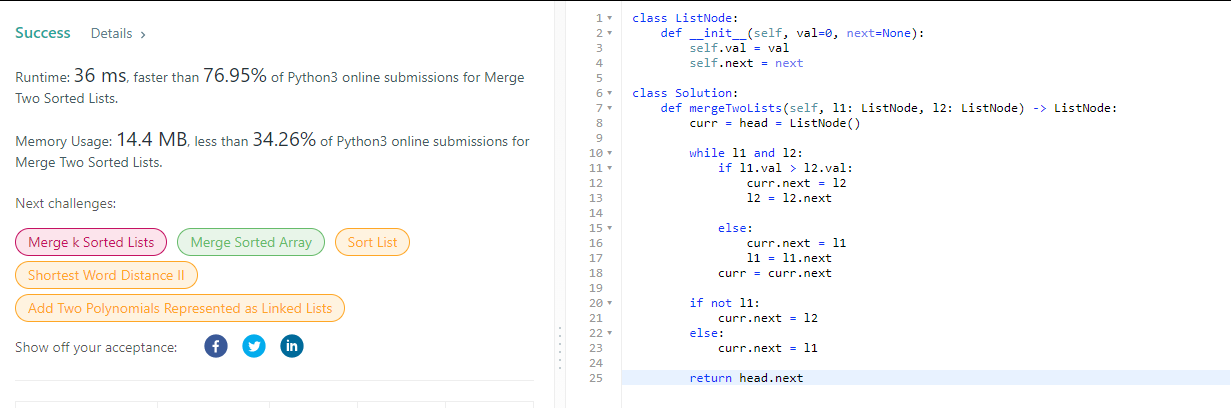 Success Details >
Runtime: 36 ms, faster than 76.95% of Python3 online submissions for Merge
Two Sorted Lists.
Memory Usage: 14.4 MB, less than 34.26% of Python3 online submissions for
Merge Two Sorted Lists.
Next challenges:
Merge k Sorted Lists Merge Sorted Array Sort List
Shortest Word Distance II
Add Two Polynomials Represented as Linked Lists
Show off your acceptance: f in
1 class ListNode:
2     def __init__(self, val=0, next=None):
3         self.val = val
4         self.next = next
5
6 class Solution:
7     def mergeTwoLists(self, l1: ListNode, l2: ListNode) -> ListNode:
8         curr = head = ListNode()
9
10         while l1 and l2:
11             if l1.val > l2.val:
12                 curr.next = l2
13                 l2 = l2.next
14
15             else:
16                 curr.next = l1
17                 l1 = l1.next
18             curr = curr.next
19
20         if not l1:
21             curr.next = l2
22         else:
23             curr.next = l1
24
25         return head.next